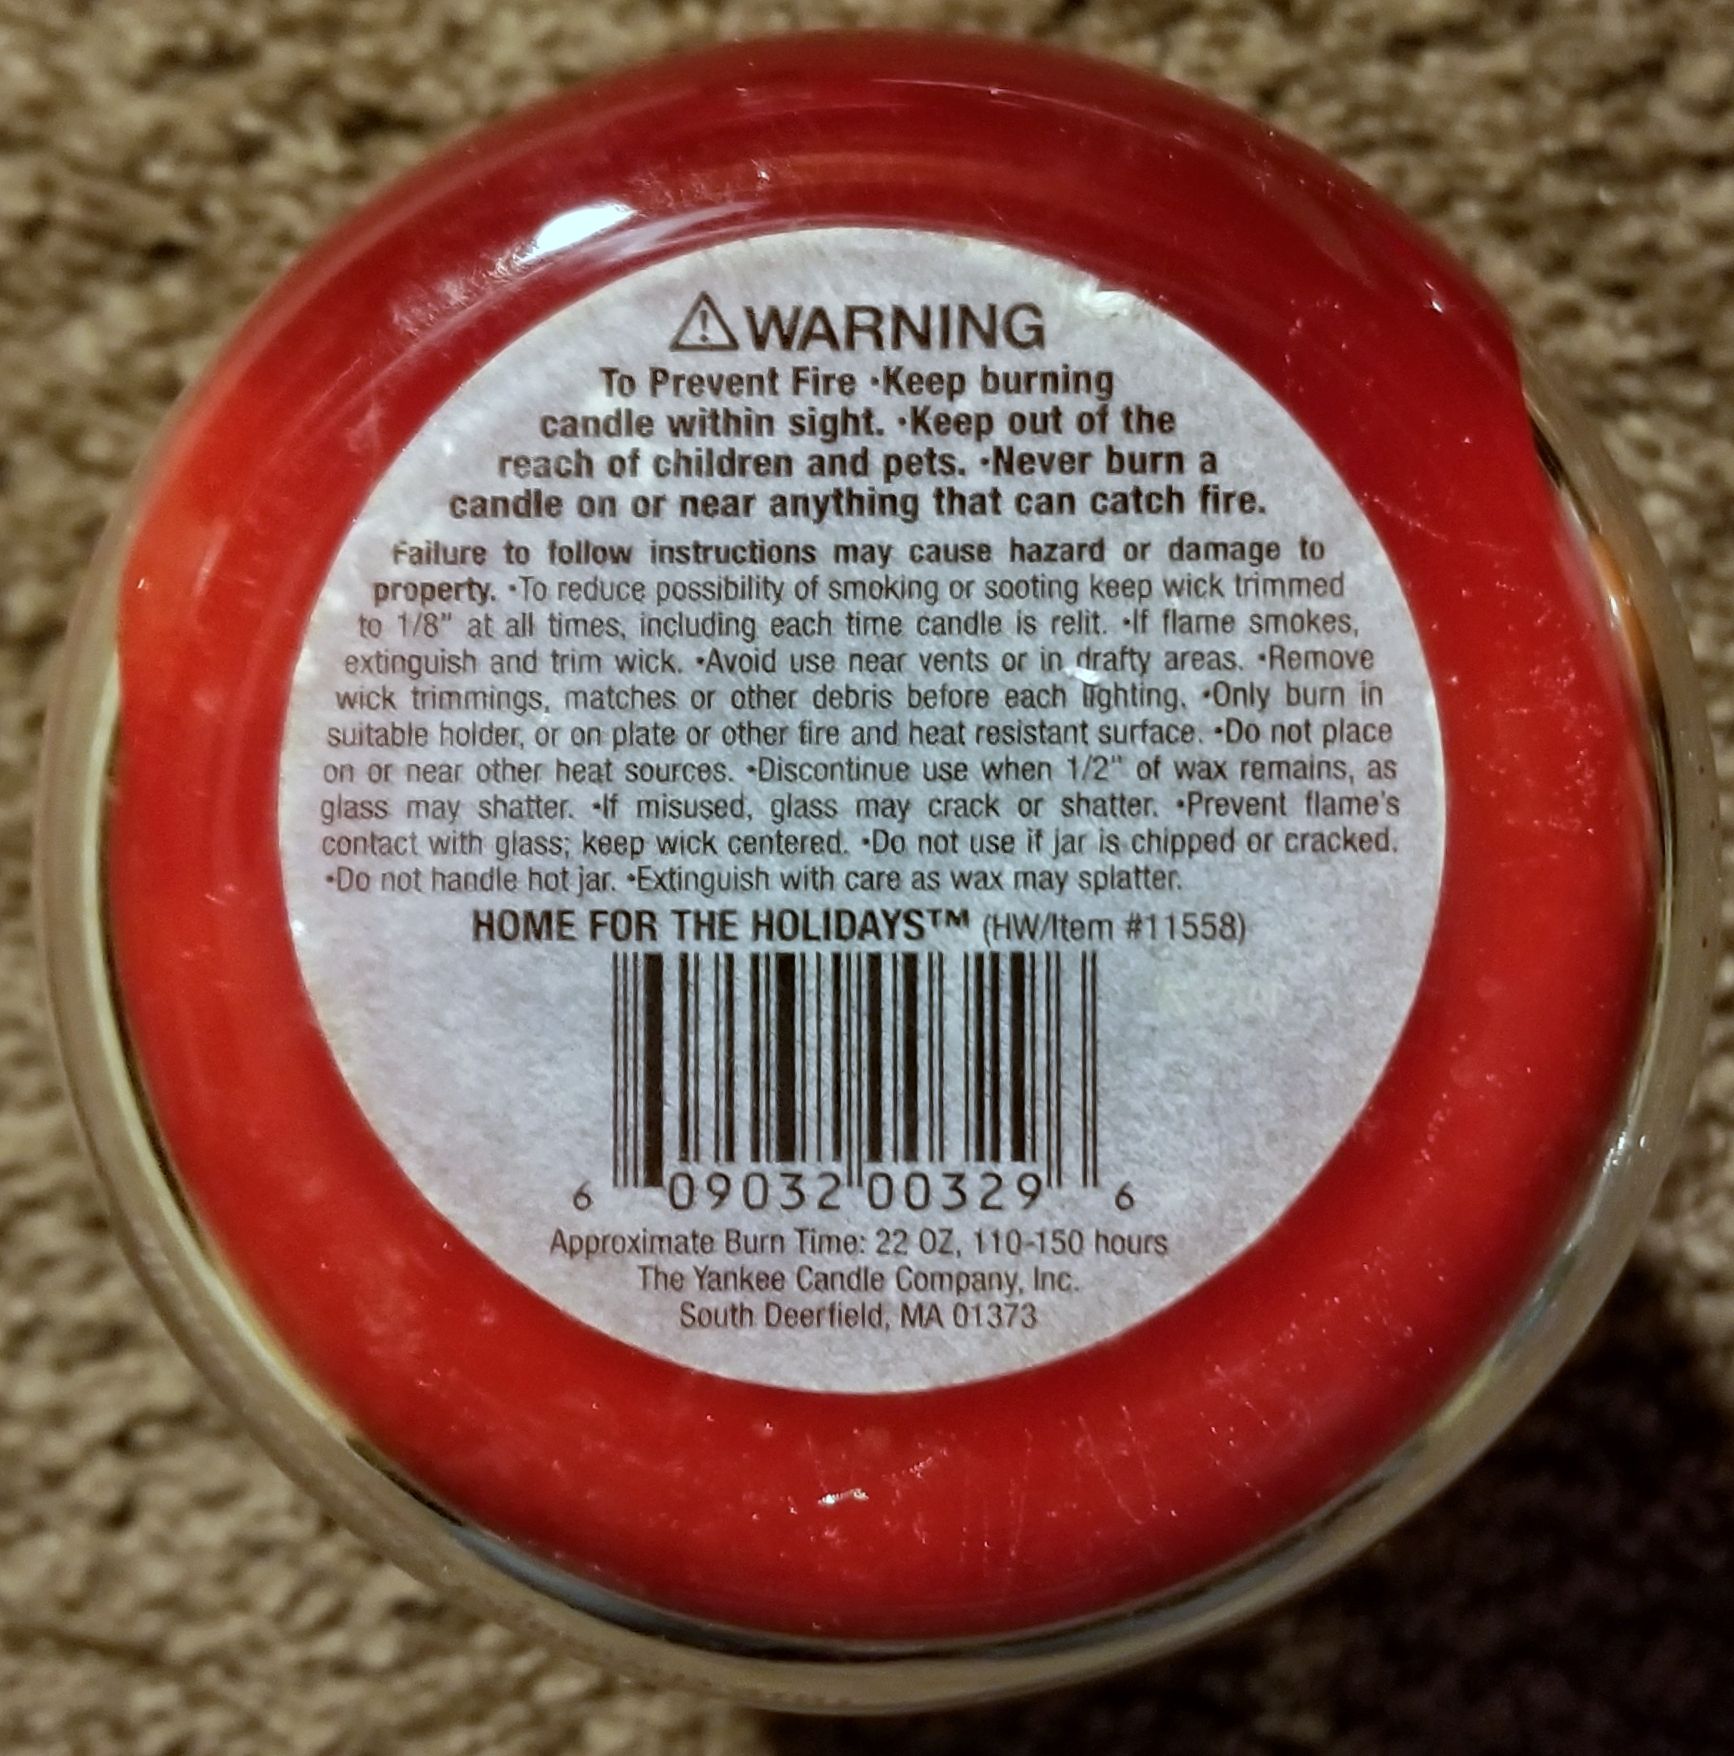 ⚠WARNING
To Prevent Fire •Keep burning
candle within sight. •Keep out of the
reach of children and pets. •Never burn a
candle on or near anything that can catch fire.
Failure to follow instructions may cause hazard or damage to
property. •To reduce possibility of smoking or sooting keep wick trimmed
to 1/8" at all times, including each time candle is relit. •If flame smokes,
extinguish and trim wick. •Avoid use near vents or in drafty areas. •Remove
wick trimmings, matches or other debris before each lighting. •Only burn in
suitable holder, or on plate or other fire and heat resistant surface. •Do not place
on or near other heat sources. •Discontinue use when 1/2" of wax remains, as
glass may shatter. •If misused, glass may crack or shatter. •Prevent flame's
contact with glass; keep wick centered. •Do not use if jar is chipped or cracked.
•Do not handle hot jar. •Extinguish with care as wax may splatter.
HOME FOR THE HOLIDAYS™ (HW/Item #11558)
6 09032 00329 6
Approximate Burn Time: 22 OZ, 110-150 hours
The Yankee Candle Company, Inc.
South Deerfield, MA 01373